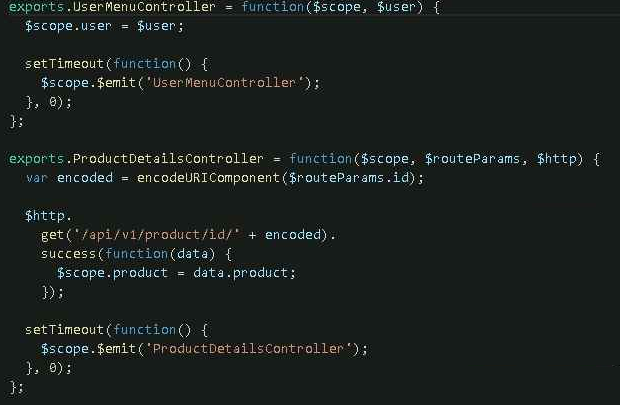 exports.UserMenuController = function($scope, $user) {
  $scope.user = $user;

  setTimeout(function() {
    $scope.$emit('UserMenuController');
  }, 0);
};

exports.ProductDetailsController = function($scope, $routeParams, $http) {
  var encoded = encodeURIComponent($routeParams.id);

  $http.
    get('/api/v1/product/id/' + encoded).
    success(function(data) {
      $scope.product = data.product;
    });

  setTimeout(function() {
    $scope.$emit('ProductDetailsController');
  }, 0);
};